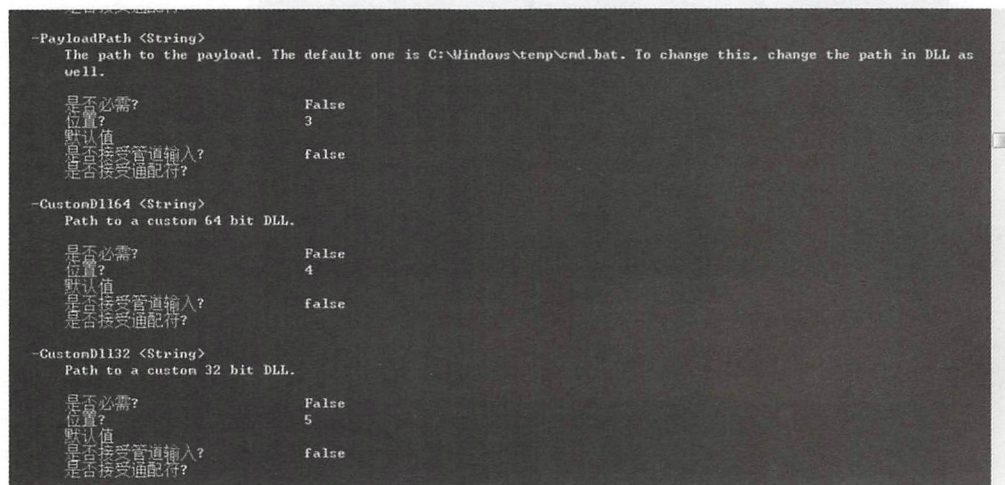 -PayloadPath <String>
The path to the payload. The default one is C:\Windows\temp\cmd.bat. To change this, change the path in DLL as
well.
是否必需? False
位置? 3
默认值
是否接受管道输入? false
是否接受通配符?
-CustomDll64 <String>
Path to a custom 64 bit DLL.
是否必需? False
位置? 4
默认值
是否接受管道输入? false
是否接受通配符?
-CustomDll32 <String>
Path to a custom 32 bit DLL.
是否必需? False
位置? 5
默认值
是否接受管道输入? false
是否接受通配符?